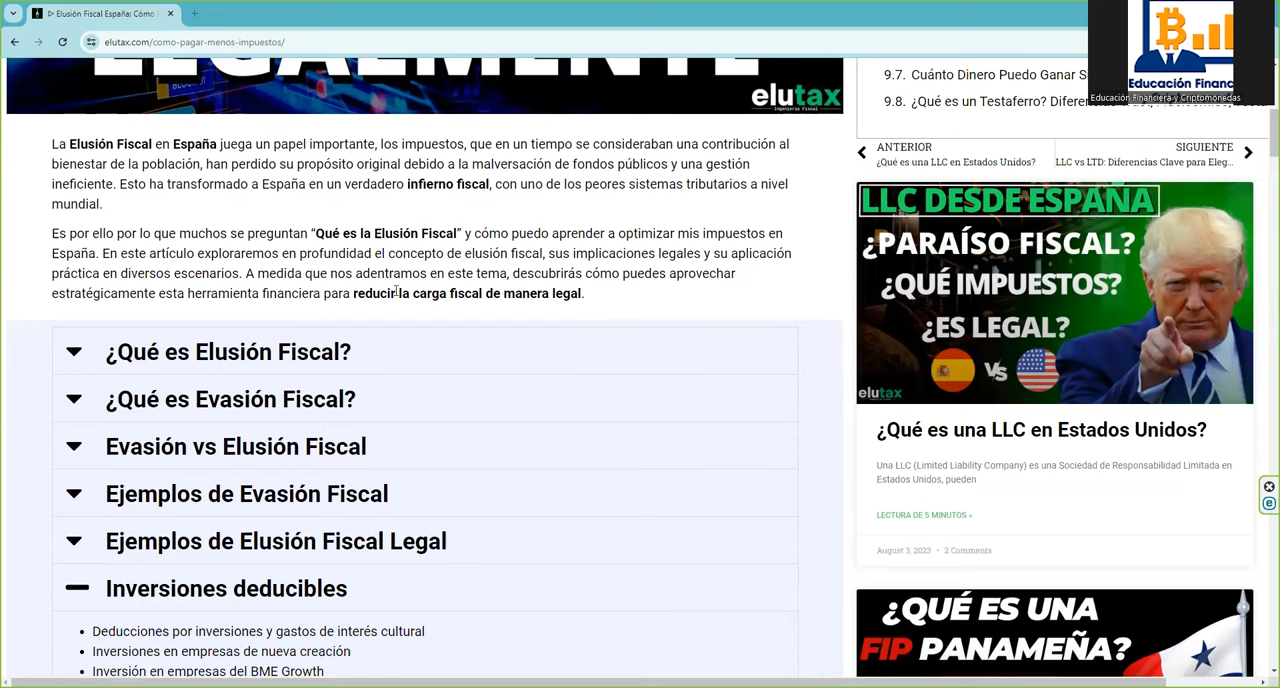 ▷ Elusión Fiscal España: Cómo
elutax.com/como-pagar-menos-impuestos/
Educación Financ
Educación Financiera y Criptomonedas
LEGALMENTE
BLOC
elutax
Ingeniería Fiscal
La Elusión Fiscal en España juega un papel importante, los impuestos, que en un tiempo se consideraban una contribución al
bienestar de la población, han perdido su propósito original debido a la malversación de fondos públicos y una gestión
ineficiente. Esto ha transformado a España en un verdadero infierno fiscal, con uno de los peores sistemas tributarios a nivel
mundial.
Es por ello por lo que muchos se preguntan “Qué es la Elusión Fiscal” y cómo puedo aprender a optimizar mis impuestos en
España. En este artículo exploraremos en profundidad el concepto de elusión fiscal, sus implicaciones legales y su aplicación
práctica en diversos escenarios. A medida que nos adentramos en este tema, descubrirás cómo puedes aprovechar
estratégicamente esta herramienta financiera para reducir la carga fiscal de manera legal.
¿Qué es Elusión Fiscal?
¿Qué es Evasión Fiscal?
Evasión vs Elusión Fiscal
Ejemplos de Evasión Fiscal
Ejemplos de Elusión Fiscal Legal
Inversiones deducibles
• Deducciones por inversiones y gastos de interés cultural
• Inversiones en empresas de nueva creación
• Inversión en empresas del BME Growth
9.7. Cuánto Dinero Puedo Ganar S
9.8. ¿Qué es un Testaferro? Diferen
ANTERIOR
¿Qué es una LLC en Estados Unidos?
SIGUIENTE
LLC vs LTD: Diferencias Clave para Eleg...
LLC DESDE ESPAÑA
¿PARAÍSO FISCAL?
¿QUÉ IMPUESTOS?
¿ES LEGAL?
VS
elutax
¿Qué es una LLC en Estados Unidos?
Una LLC (Limited Liability Company) es una Sociedad de Responsabilidad Limitada en
Estados Unidos, pueden
LECTURA DE 5 MINUTOS »
August 3, 2023 • 2 Comments
¿QUÉ ES UNA
FIP PANAMEÑA?